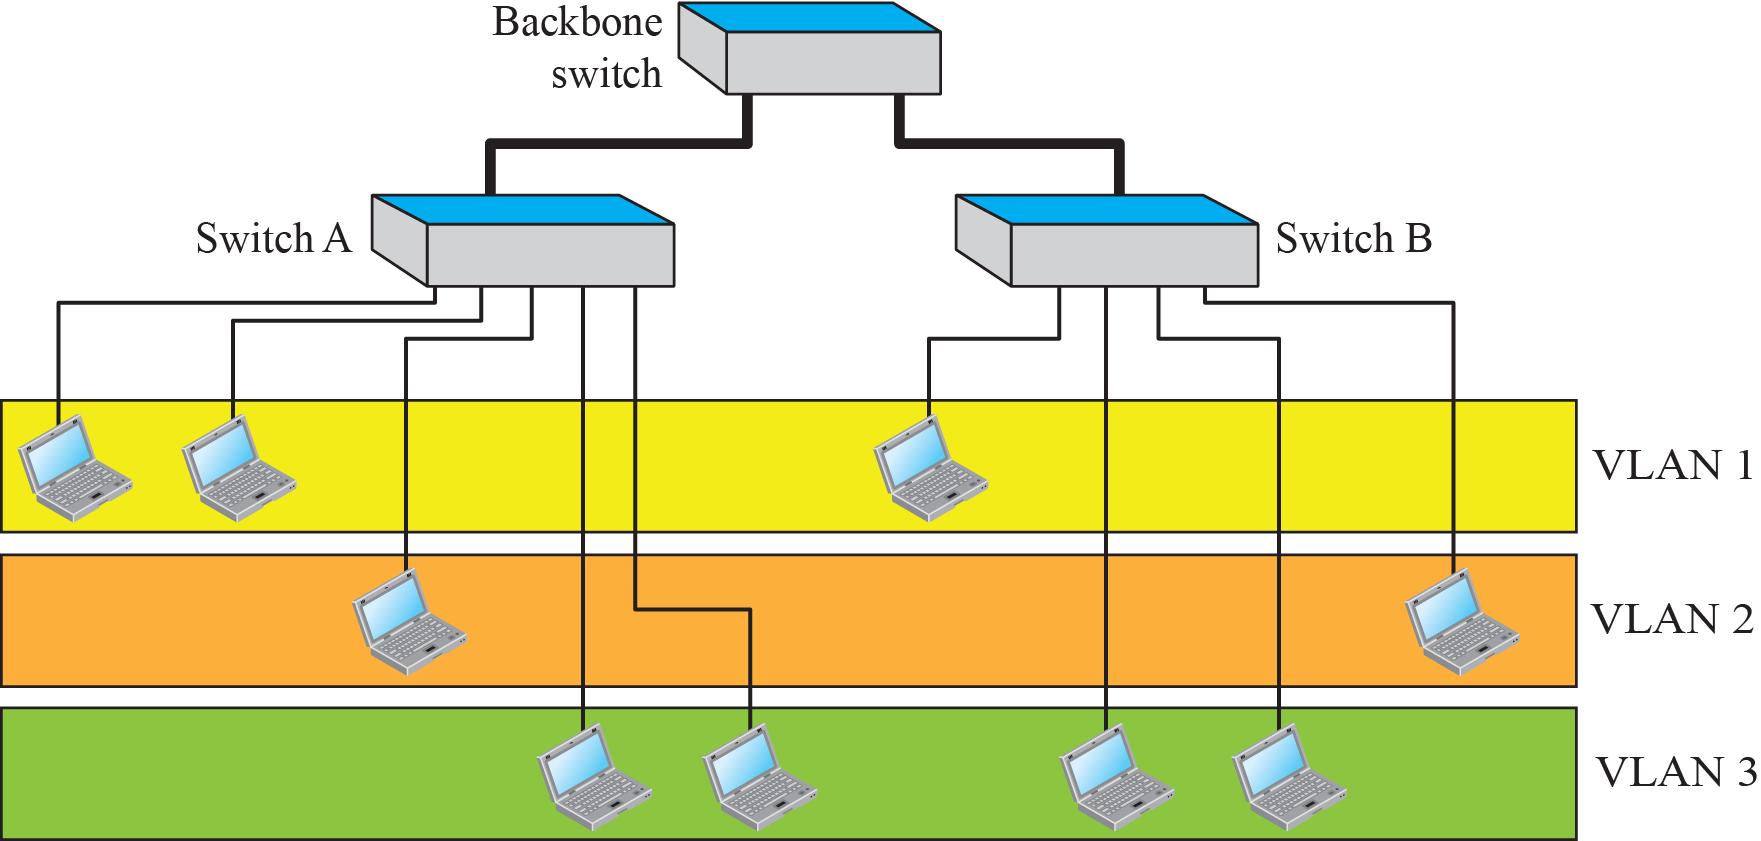 Backbone
switch
Switch A
Switch B
VLAN 1
VLAN 2
VLAN 3